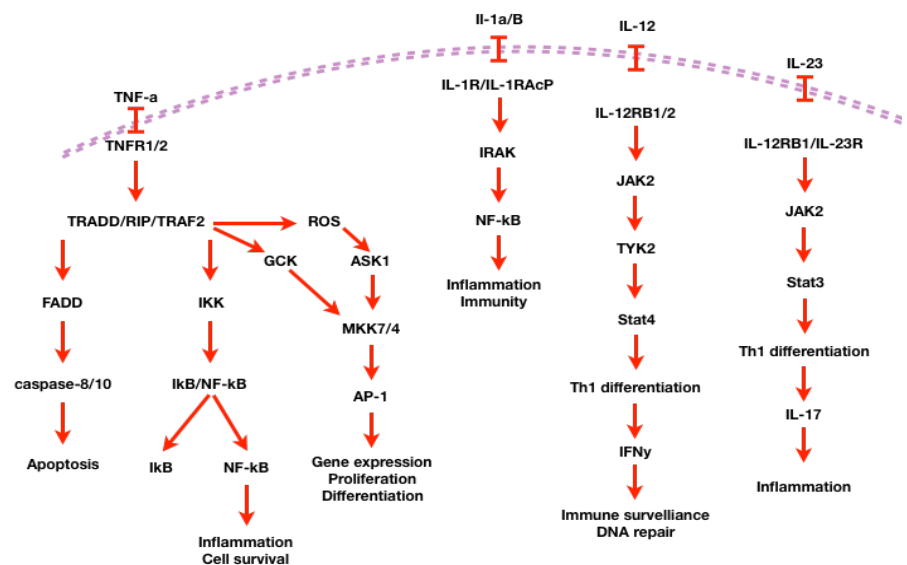 Il-1a/B
IL-12
IL-23
TNF-a
IL-1R/IL-1RAcP
IL-12RB1/2
TNFR1/2
IL-12RB1/IL-23R
IRAK
JAK2
JAK2
TRADD/RIP/TRAF2
ROS
NF-kB
GCK
ASK1
TYK2
Inflammation
Immunity
Stat3
FADD
IKK
MKK7/4
Stat4
Th1 differentiation
caspase-8/10
IkB/NF-kB
AP-1
Th1 differentiation
IL-17
Apoptosis
IkB
NF-kB
Gene expression
Proliferation
Differentiation
IFNy
Inflammation
Immune survelliance
DNA repair
Inflammation
Cell survival